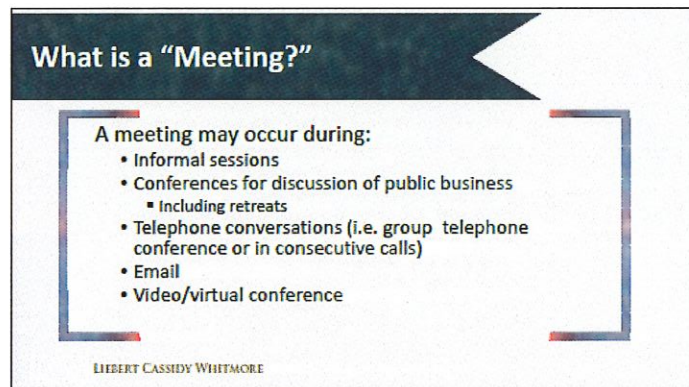 What is a “Meeting?”
A meeting may occur during:
• Informal sessions
• Conferences for discussion of public business
▪ Including retreats
• Telephone conversations (i.e. group telephone
conference or in consecutive calls)
• Email
• Video/virtual conference
LIEBERT CASSIDY WHITMORE